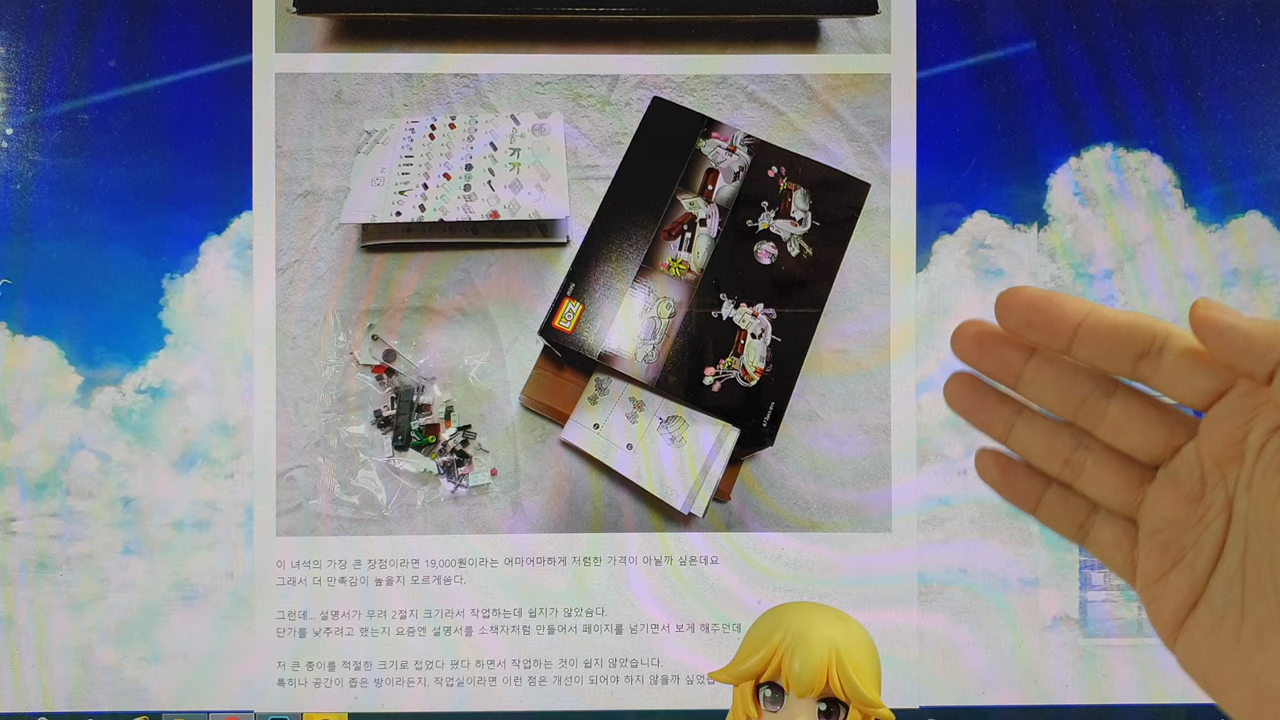 LOZ
이 녀석의 가장 큰 장점이라면 19,000원이라는 어마어마하게 저렴한 가격이 아닐까 싶은데요
그래서 더 만족감이 높을지 모르게씀다.
그런데... 설명서가 무려 2절지 크기라서 작업하는데 쉽지가 않았슴다.
단가를 낮추려고 했는지 요즘엔 설명서를 소책자처럼 만들어서 페이지를 넘기면서 보게 해주던데
저 큰 종이를 적절한 크기로 접었다 폈다 하면서 작업하는 것이 쉽지 않았습니다.
특히나 공간이 좁은 방이라든지, 작업실이라면 이런 점은 개선이 되어야 하지 않을까 싶었